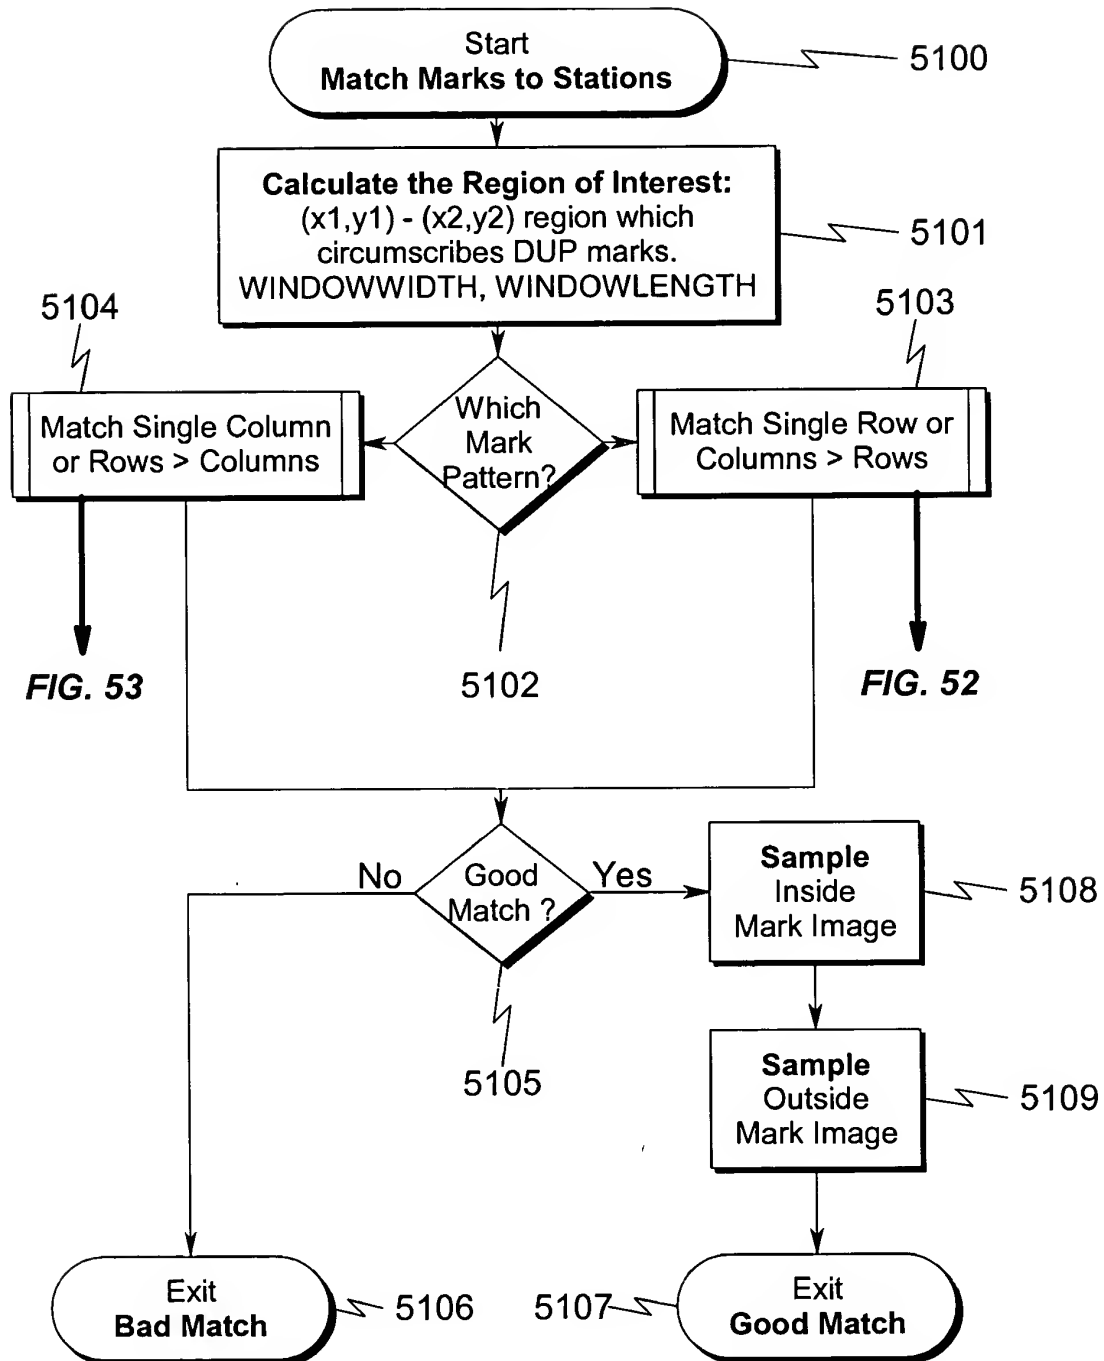 Start
Match Marks to Stations
5100
Calculate the Region of Interest:
(x1,y1) - (x2,y2) region which
circumscribes DUP marks.
WINDOWWIDTH, WINDOWLENGTH
5101
5104
5103
Match Single Column
or Rows > Columns
Which
Mark
Pattern?
Match Single Row or
Columns > Rows
FIG. 53
5102
FIG. 52
No
Good
Match ?
Yes
Sample
Inside
Mark Image
5108
5105
Sample
Outside
Mark Image
5109
Exit
Bad Match
5106
5107
Exit
Good Match